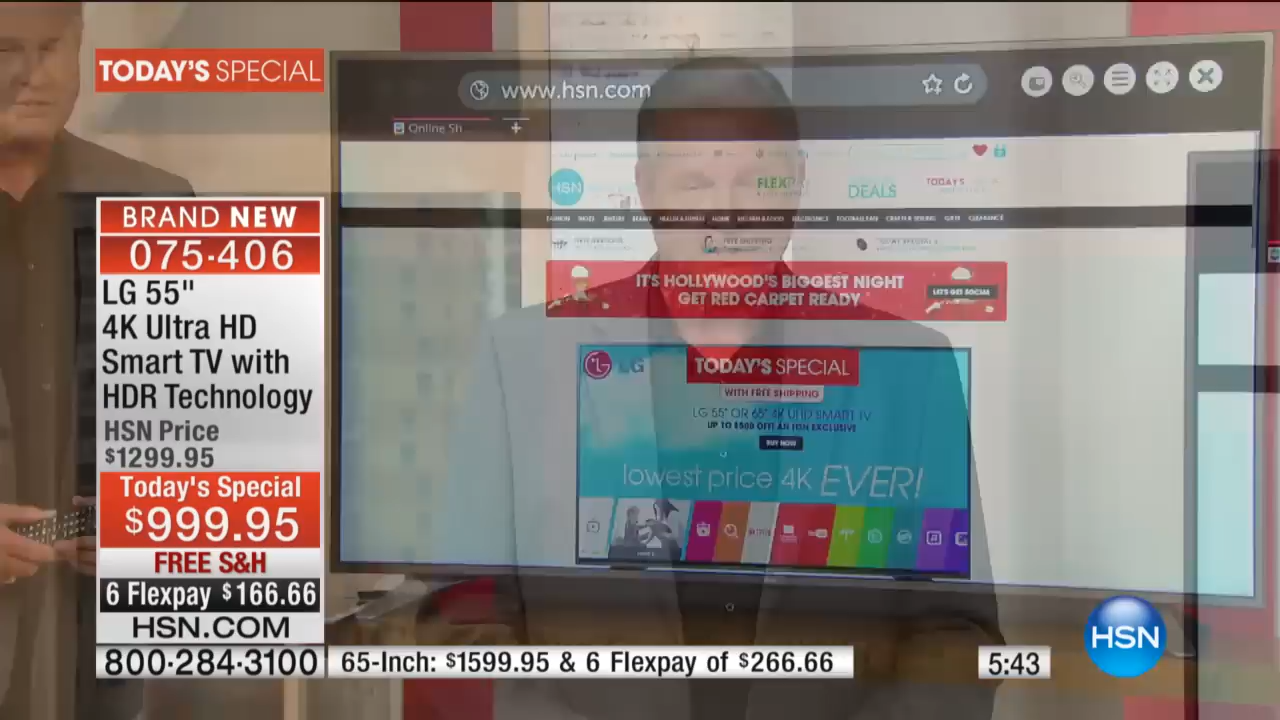 TODAY'S SPECIAL
BRAND NEW
075-406
LG 55"
4K Ultra HD
Smart TV with
HDR Technology
HSN Price
$1299.95
Today's Special
$999.95
FREE S&H
6 Flexpay $166.66
HSN.COM
800·284·3100
65-Inch: $1599.95 & 6 Flexpay of $266.66
5:43
HSN
www.hsn.com
Online Sh
HSN
FLEX
DEALS
TODAY'S
IT'S HOLLYWOOD'S BIGGEST NIGHT
GET RED CARPET READY
LET'S GET SOCIAL
LG
TODAY'S SPECIAL
WITH FREE SHIPPING
LG 55" OR 65" 4K UHD SMART TV
UP TO $500 OFF! AN HSN EXCLUSIVE
BUY NOW
lowest price 4K EVER!